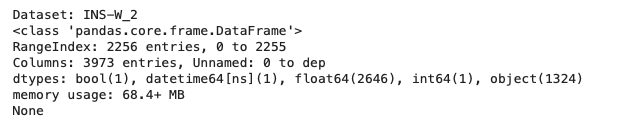 Dataset: INS-W_2
<class 'pandas.core.frame.DataFrame'>
RangeIndex: 2256 entries, 0 to 2255
Columns: 3973 entries, Unnamed: 0 to dep
dtypes: bool(1), datetime64[ns](1), float64(2646), int64(1), object(1324)
memory usage: 68.4+ MB
None